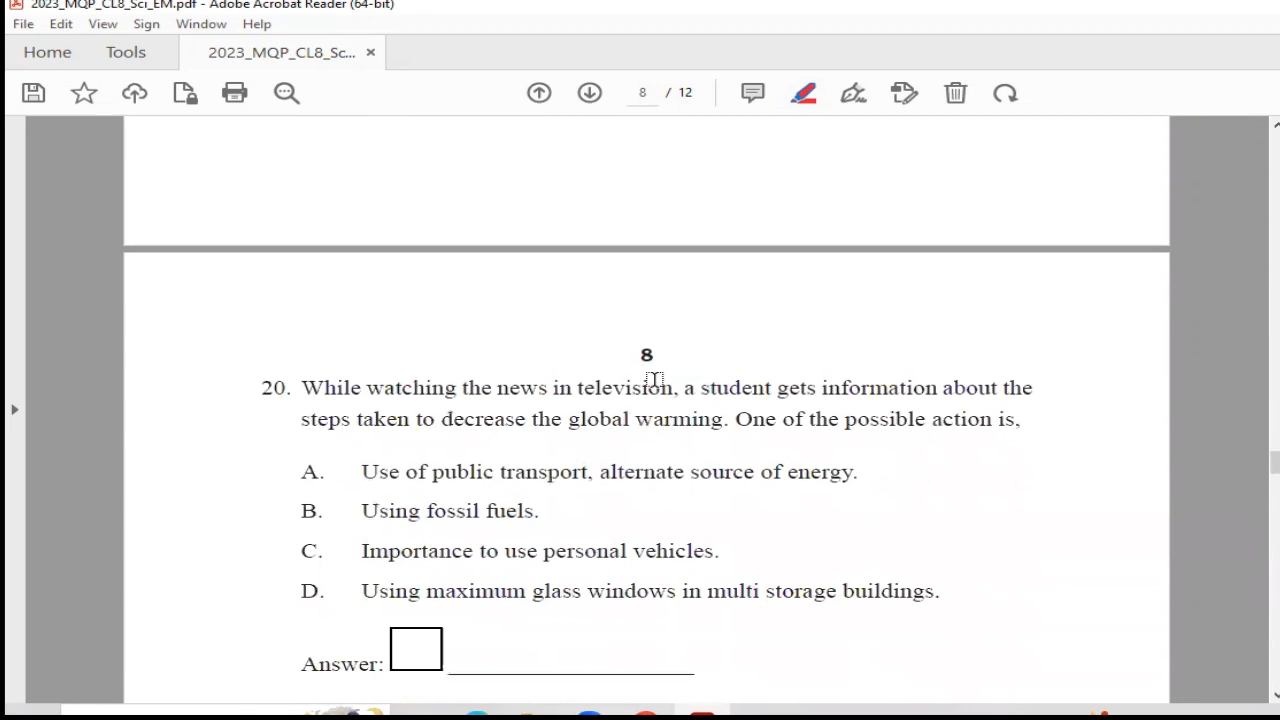 2023_MQP_CL8_Sci_EM.pdf - Adobe Acrobat Reader (64-bit)
File Edit View Sign Window Help
Home Tools 2023_MQP_CL8_Sc... ×
8 / 12
8
20. While watching the news in television, a student gets information about the
steps taken to decrease the global warming. One of the possible action is,
A. Use of public transport, alternate source of energy.
B. Using fossil fuels.
C. Importance to use personal vehicles.
D. Using maximum glass windows in multi storage buildings.
Answer: